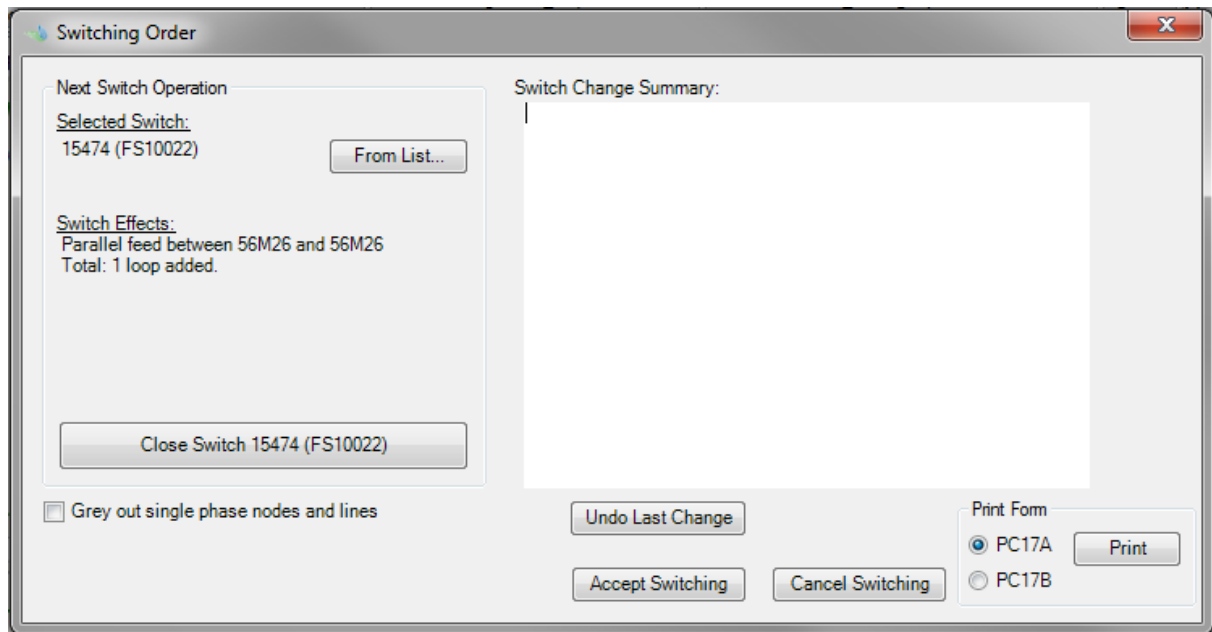 Switching Order
Next Switch Operation
Selected Switch:
15474 (FS10022)
From List...
Switch Effects:
Parallel feed between 56M26 and 56M26
Total: 1 loop added.
Close Switch 15474 (FS10022)
Grey out single phase nodes and lines
Switch Change Summary:
Undo Last Change
Accept Switching
Cancel Switching
Print Form
PC17A
Print
PC17B